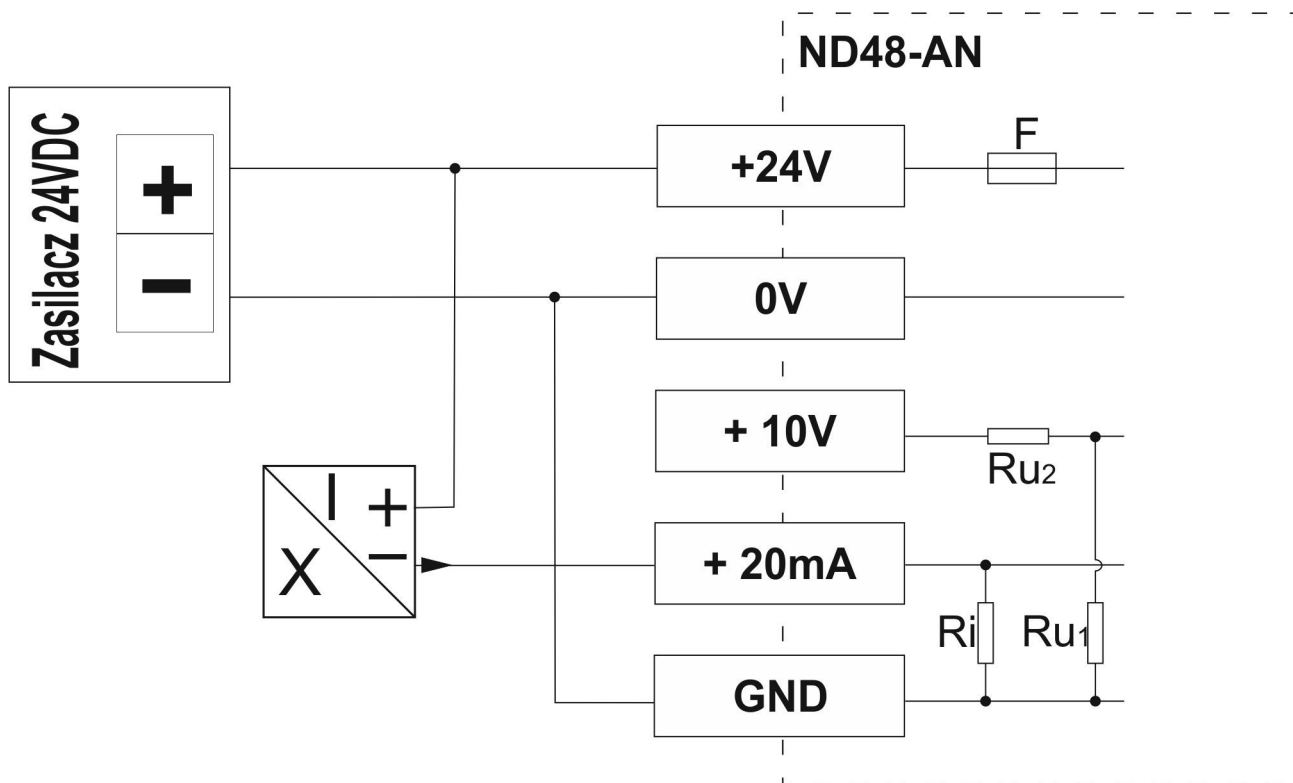 ND48-AN
Zasilacz 24VDC
+
−
+24V
F
0V
+ 10V
Ru2
I
+
−
X
+ 20mA
Ri
Ru1
GND